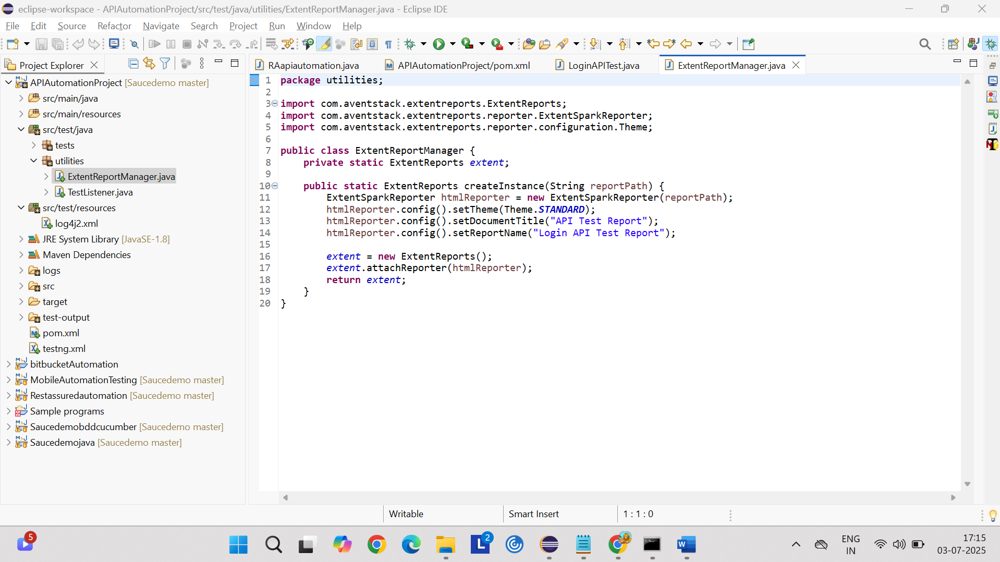 eclipse-workspace - APIAutomationProject/src/test/java/utilities/ExtentReportManager.java - Eclipse IDE
File Edit Source Refactor Navigate Search Project Run Window Help
Project Explorer
APIAutomationProject [Saucedemo master]
src/main/java
src/main/resources
src/test/java
tests
utilities
ExtentReportManager.java
TestListener.java
src/test/resources
log4j2.xml
JRE System Library [JavaSE-1.8]
Maven Dependencies
logs
src
target
test-output
pom.xml
testng.xml
bitbucketAutomation
MobileAutomationTesting [Saucedemo master]
Restassuredautomation [Saucedemo master]
Sample programs
Saucedemobddcucumber [Saucedemo master]
Saucedemojava [Saucedemo master]
RAapiautomation.java APIAutomationProject/pom.xml LoginAPITest.java ExtentReportManager.java
1 package utilities;
2
3 import com.aventstack.extentreports.ExtentReports;
4 import com.aventstack.extentreports.reporter.ExtentSparkReporter;
5 import com.aventstack.extentreports.reporter.configuration.Theme;
6
7 public class ExtentReportManager {
8     private static ExtentReports extent;
9
10     public static ExtentReports createInstance(String reportPath) {
11         ExtentSparkReporter htmlReporter = new ExtentSparkReporter(reportPath);
12         htmlReporter.config().setTheme(Theme.STANDARD);
13         htmlReporter.config().setDocumentTitle("API Test Report");
14         htmlReporter.config().setReportName("Login API Test Report");
15
16         extent = new ExtentReports();
17         extent.attachReporter(htmlReporter);
18         return extent;
19     }
20 }
Writable Smart Insert 1 : 1 : 0
5
2
ENG
IN
17:15
03-07-2025